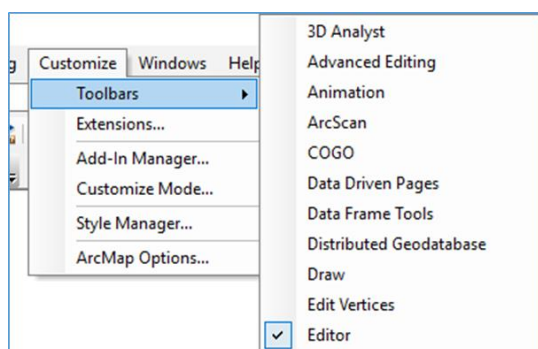 g Customize Windows Help
Toolbars
Extensions...
Add-In Manager...
Customize Mode...
Style Manager...
ArcMap Options...
3D Analyst
Advanced Editing
Animation
ArcScan
COGO
Data Driven Pages
Data Frame Tools
Distributed Geodatabase
Draw
Edit Vertices
Editor